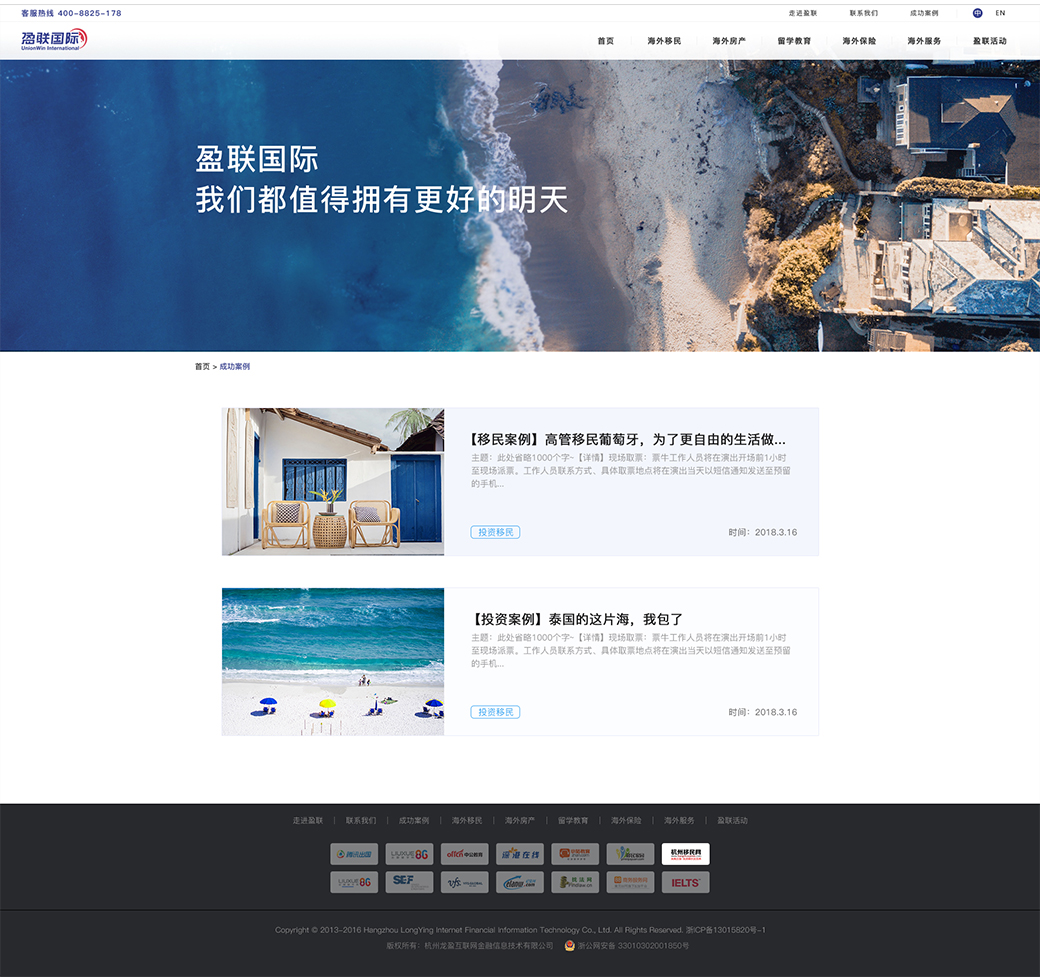 客服热线 400-8825-178
走进盈联 联系我们 成功案例 中 EN
盈联国际
UnionWin International
首页 海外移民 海外房产 留学教育 海外保险 海外服务 盈联活动
盈联国际
我们都值得拥有更好的明天
首页 > 成功案例
【移民案例】高管移民葡萄牙，为了更自由的生活做...
主题：此处省略1000个字~【详情】现场取票：票牛工作人员将在演出开场前1小时
至现场派票。工作人员联系方式、具体取票地点将在演出当天以短信通知发送至预留
的手机...
投资移民
时间：2018.3.16
【投资案例】泰国的这片海，我包了
主题：此处省略1000个字~【详情】现场取票：票牛工作人员将在演出开场前1小时
至现场派票。工作人员联系方式、具体取票地点将在演出当天以短信通知发送至预留
的手机...
投资移民
时间：2018.3.16
走进盈联 联系我们 成功案例 海外移民 海外房产 留学教育 海外保险 海外服务 盈联活动
腾讯出国 LIUXUE86 offcn中公教育 深港在线 杭州移民网
LIUXUE86 SEF vfs 找法网 Findlaw.cn IELTS
Copyright © 2013-2016 Hangzhou LongYing Internet Financial Information Technology Co., Ltd. All Rights Reserved. 浙ICP备13015820号-1
版权所有：杭州龙盈互联网金融信息技术有限公司 浙公网安备 33010302001850号